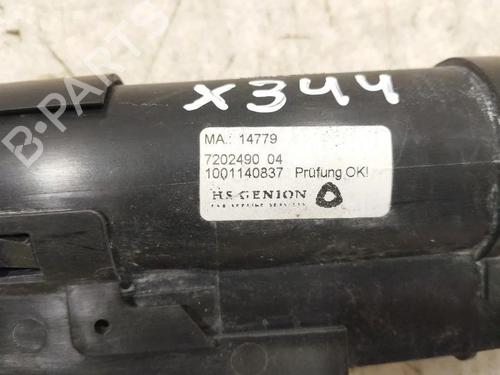 B-PARTS
X344
MA.: 14779
7202490 04
1001140837 Prüfung OK!
HS GENION